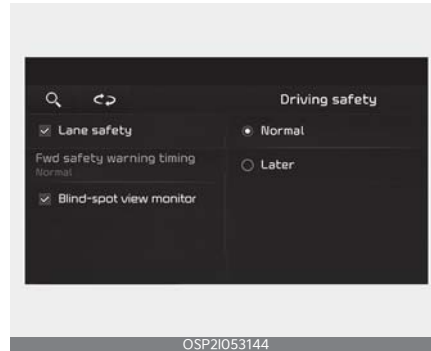 Driving safety
Lane safety
Normal
Fwd safety warning timing
Normal
Later
Blind-spot view monitor
OSP2I053144